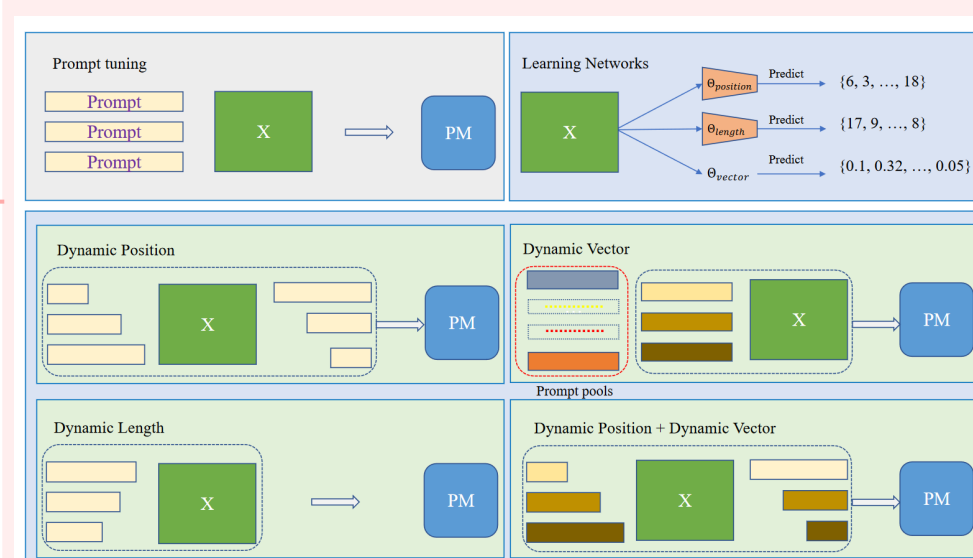 Prompt tuning
Prompt
Prompt
Prompt
X
PM
Learning Networks
X
Θposition
Predict
{6, 3, …, 18}
Θlength
Predict
{17, 9, …, 8}
Θvector
Predict
{0.1, 0.32, …, 0.05}
Dynamic Position
X
PM
Dynamic Vector
X
PM
Prompt pools
Dynamic Length
X
PM
Dynamic Position + Dynamic Vector
X
PM